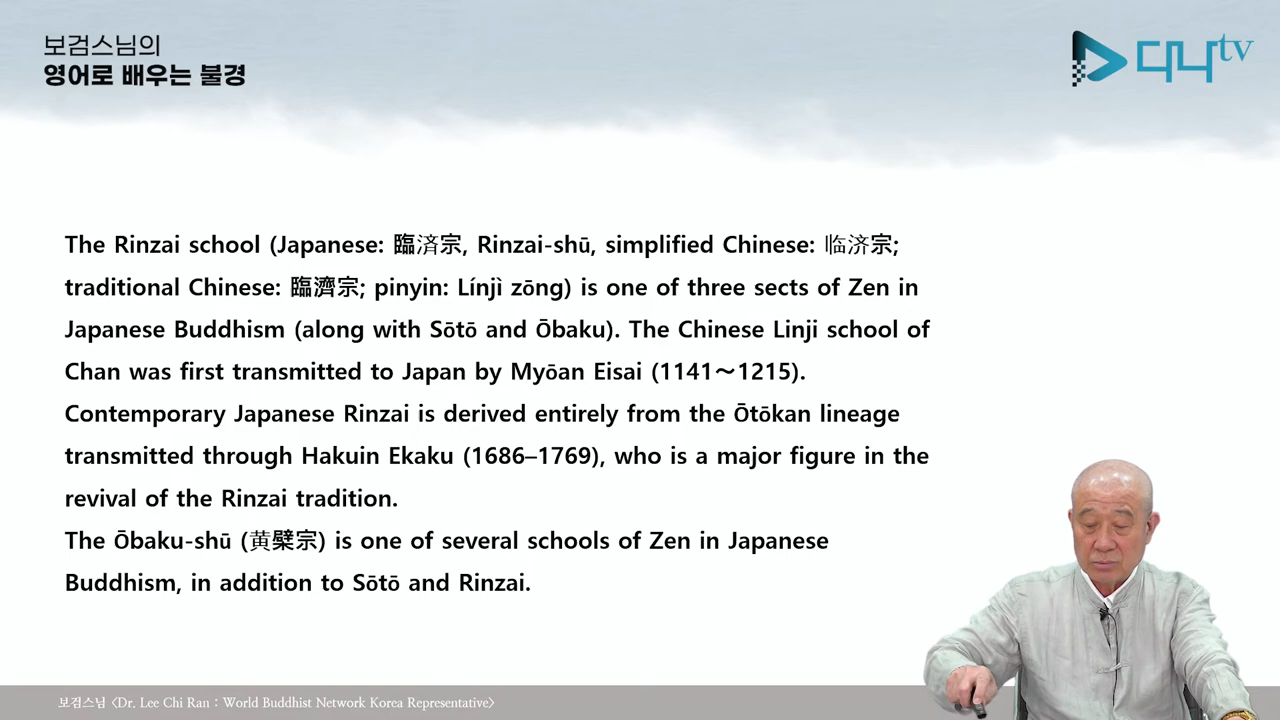 보검스님의
영어로 배우는 불경
다나tv
The Rinzai school (Japanese: 臨済宗, Rinzai-shū, simplified Chinese: 临济宗;
traditional Chinese: 臨濟宗; pinyin: Línjì zōng) is one of three sects of Zen in
Japanese Buddhism (along with Sōtō and Ōbaku). The Chinese Linji school of
Chan was first transmitted to Japan by Myōan Eisai (1141～1215).
Contemporary Japanese Rinzai is derived entirely from the Ōtōkan lineage
transmitted through Hakuin Ekaku (1686–1769), who is a major figure in the
revival of the Rinzai tradition.
The Ōbaku-shū (黄檗宗) is one of several schools of Zen in Japanese
Buddhism, in addition to Sōtō and Rinzai.
보검스님 <Dr. Lee Chi Ran : World Buddhist Network Korea Representative>